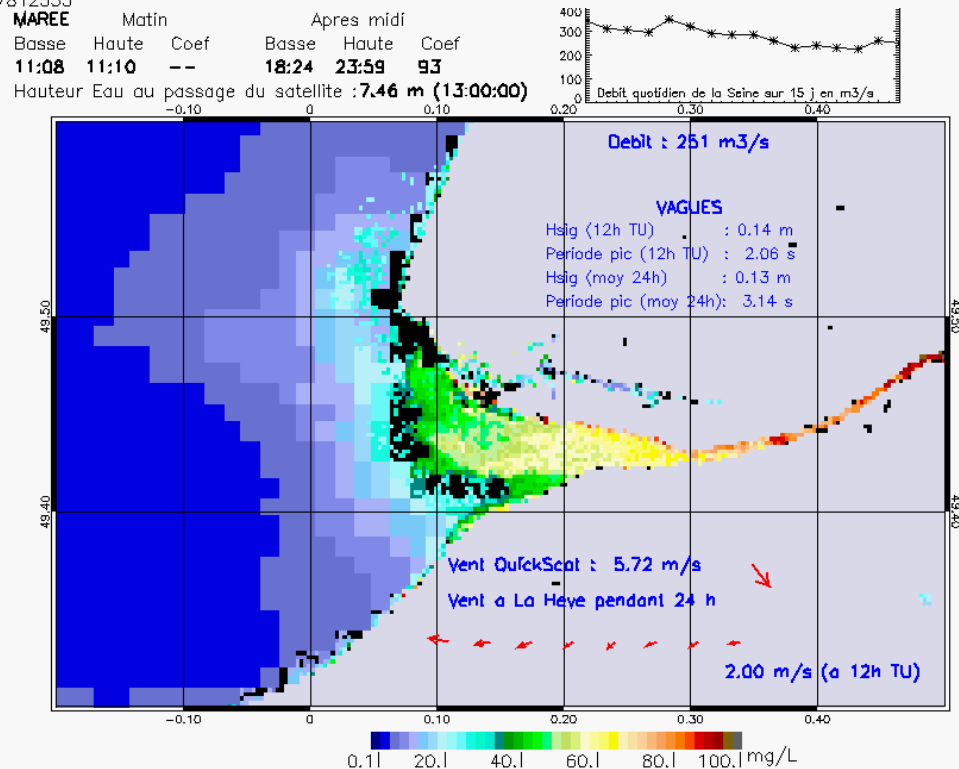 MAREE Matin Apres midi
Basse Haute Coef Basse Haute Coef
11:08 11:10 -- 18:24 23:59 93
Hauteur Eau au passage du satellite :7.46 m (13:00:00)
400
300
200
100
0
Debit quotidien de la Seine sur 15 j en m3/s
-0.10 0 0.10 0.20 0.30 0.40
Debit : 251 m3/s
VAGUES
Hsig (12h TU) : 0.14 m
Periode pic (12h TU) : 2.06 s
Hsig (moy 24h) : 0.13 m
Periode pic (moy 24h): 3.14 s
49.50 49.50
49.40 49.40
Vent QuickScat : 5.72 m/s
Vent a La Heve pendant 24 h
2.00 m/s (a 12h TU)
-0.10 0 0.10 0.20 0.30 0.40
0.1| 20.| 40.| 60.| 80.| 100.| mg/L